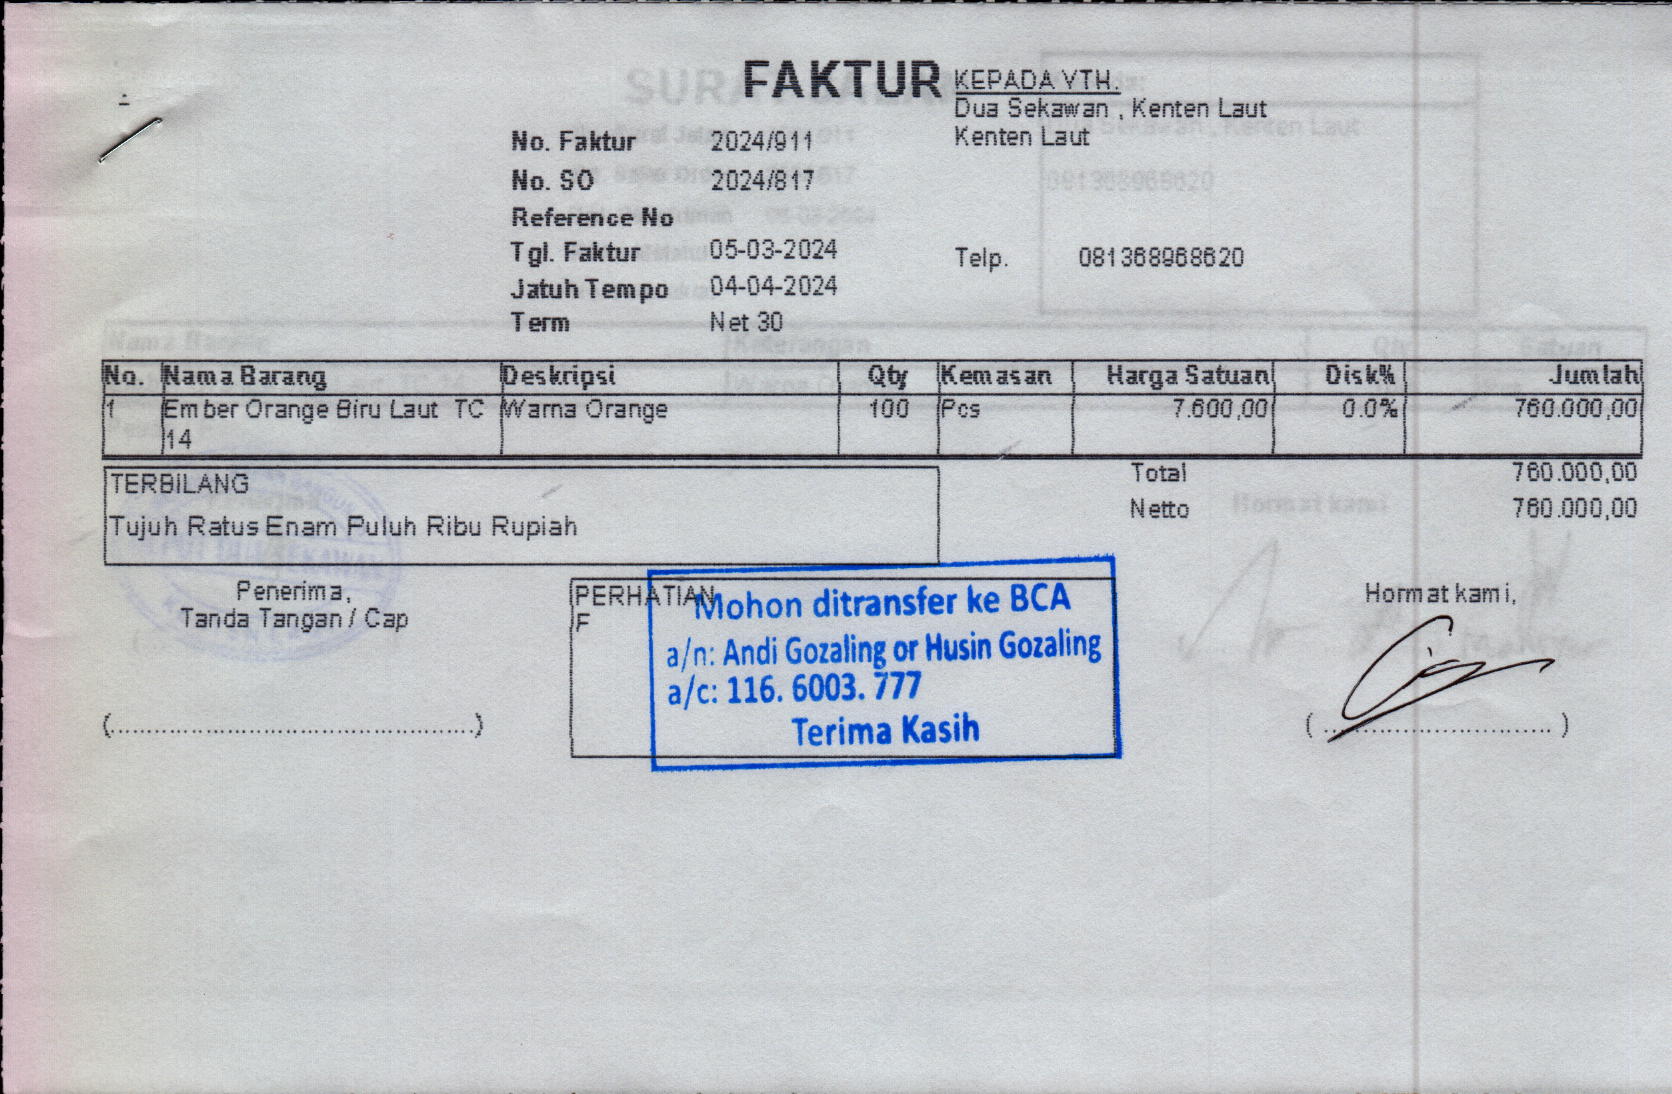 FAKTUR
KEPADA YTH.
Dua Sekawan , Kenten Laut
Kenten Laut
No. Faktur 2024/911
No. SO 2024/817
Reference No
Tgl. Faktur 05-03-2024
Telp. 081368968620
Jatuh Tempo 04-04-2024
Term Net 30
No. Nama Barang Deskripsi Qty Kemasan Harga Satuan Disk% Jumlah
1 Ember Orange Biru Laut TC Warna Orange 100 Pcs 7.600,00 0.0% 760.000,00
14
Total 760.000,00
TERBILANG
Netto 760.000,00
Tujuh Ratus Enam Puluh Ribu Rupiah
Penerima,
Tanda Tangan / Cap
PERHATIAN
F
Mohon ditransfer ke BCA
a/n: Andi Gozaling or Husin Gozaling
a/c: 116. 6003. 777
Terima Kasih
Hormat kami,
(................................................)
(..............................)